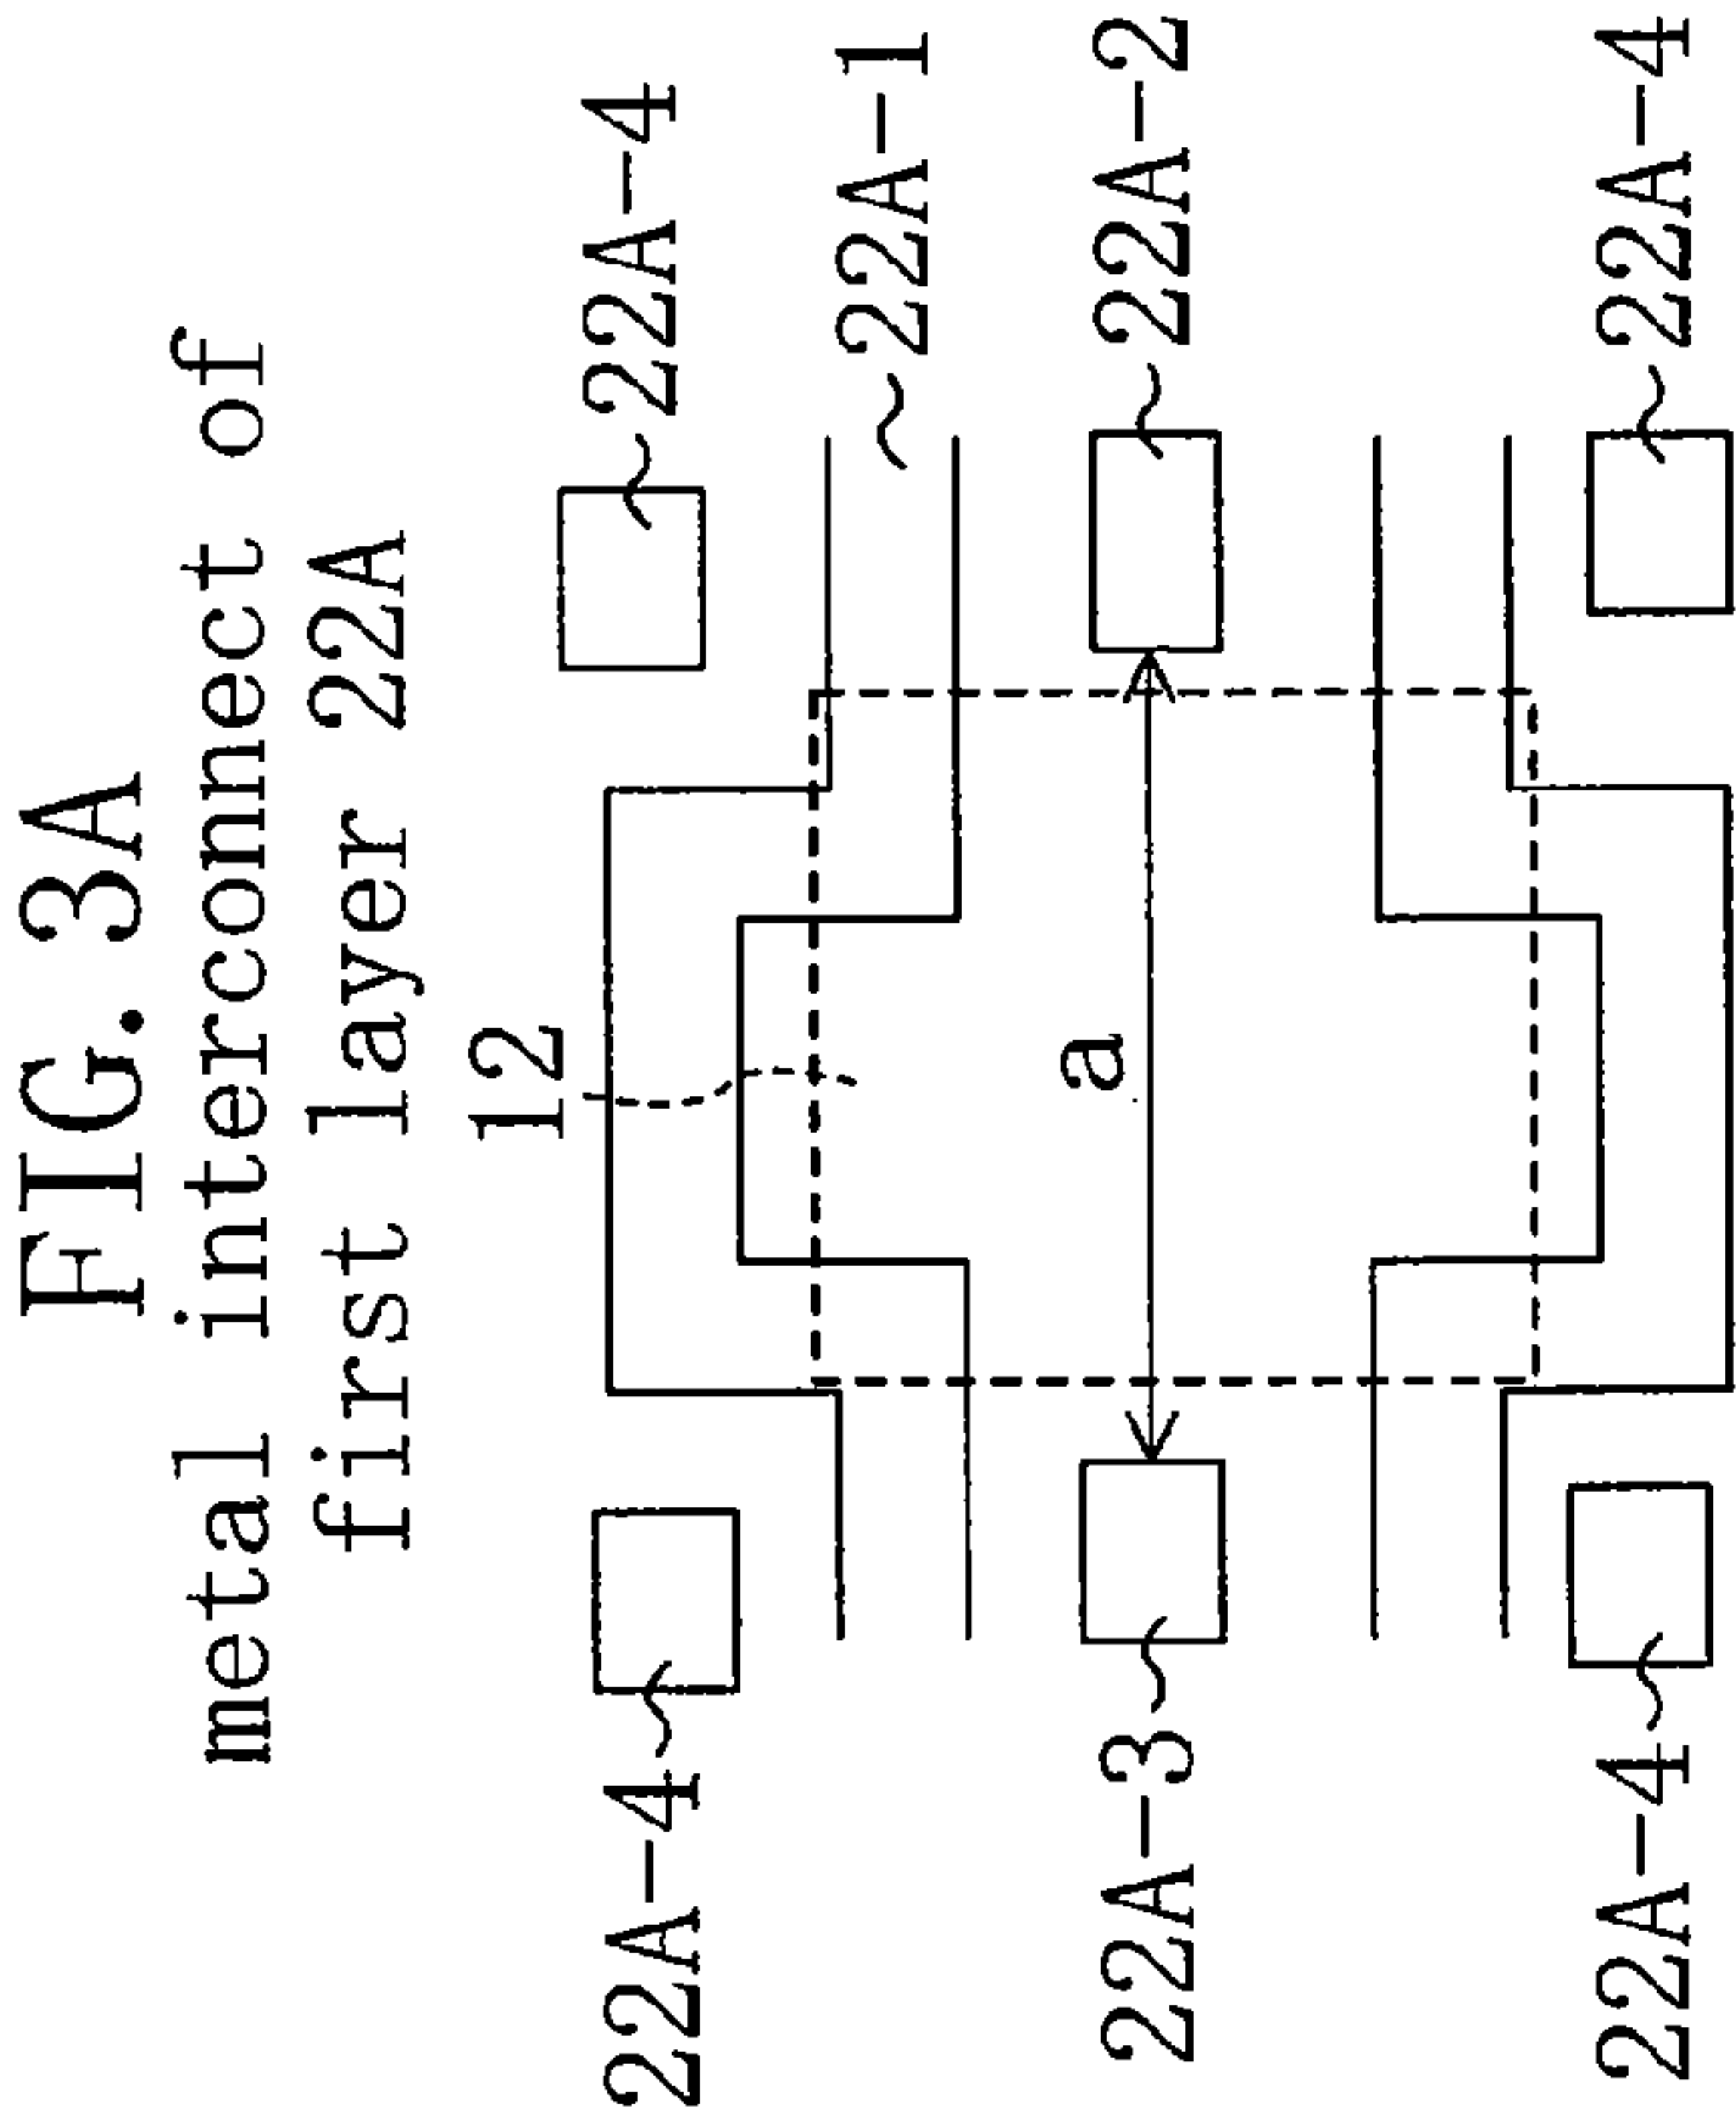 FIG. 3A
metal interconnect of
first layer 22A
12
22A-4
22A-4
22A-1
a
22A-3
22A-2
22A-4
22A-4